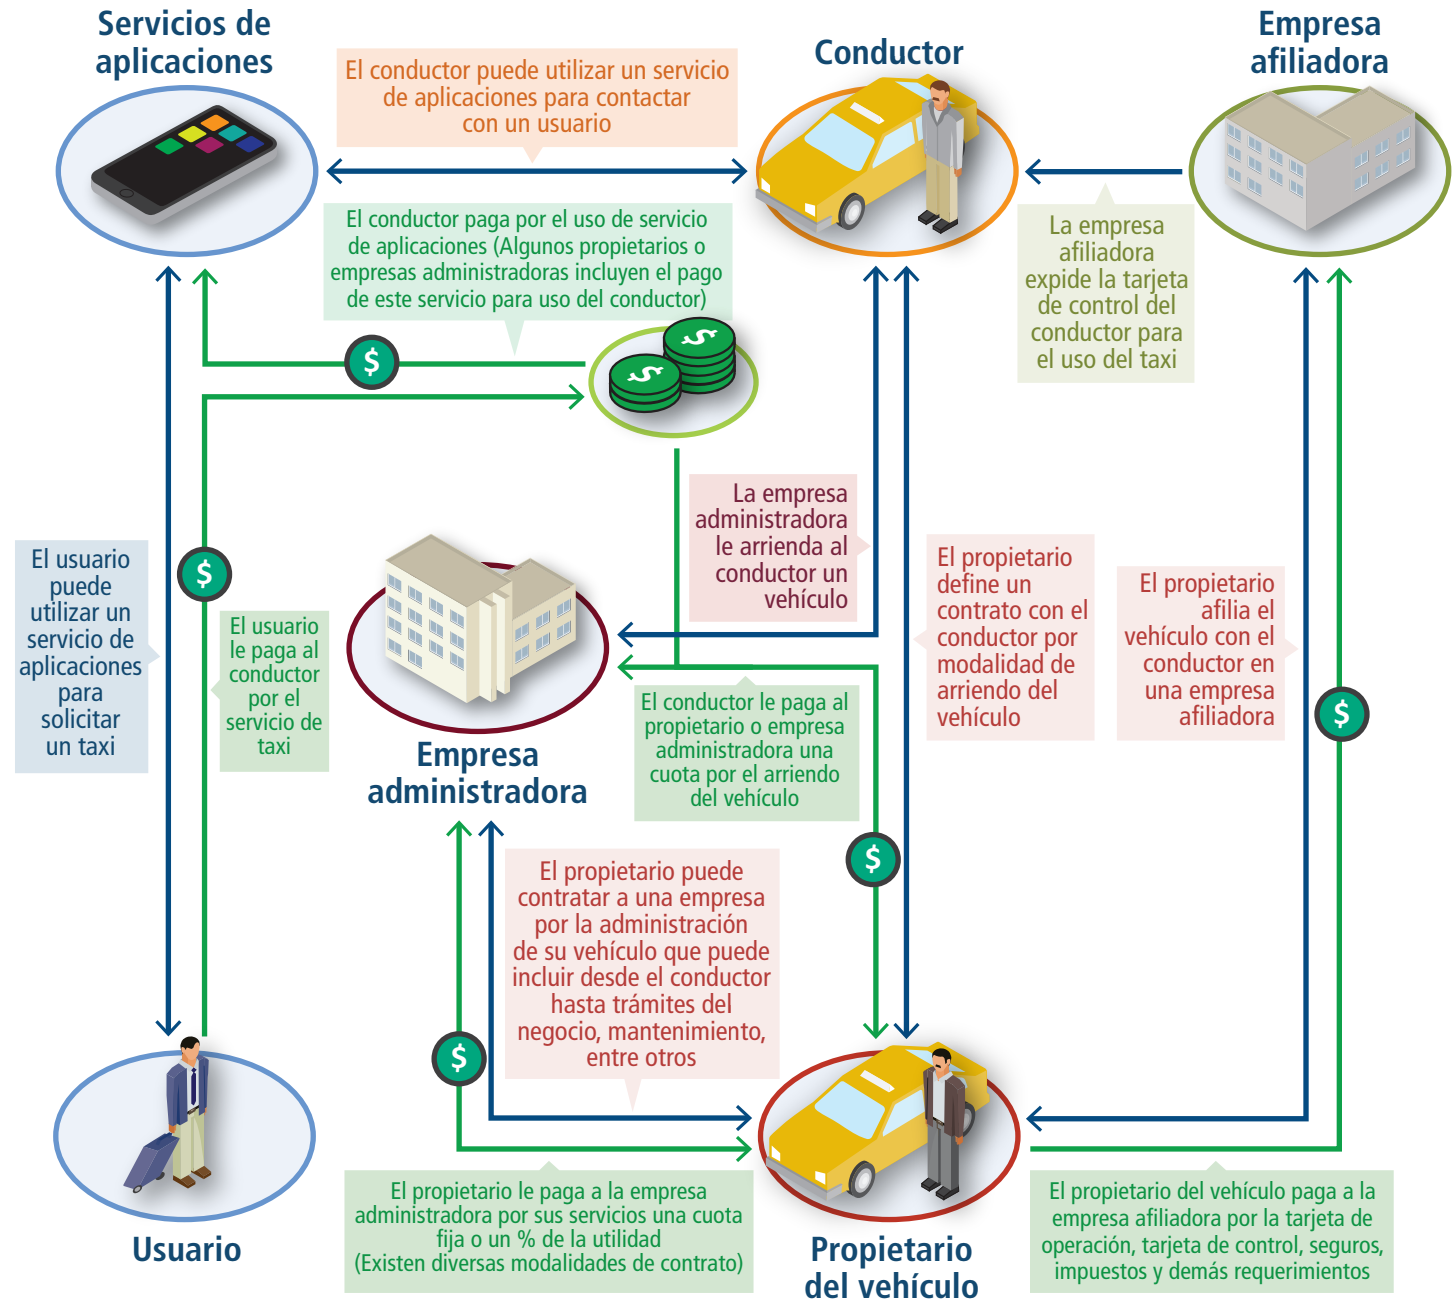 Servicios de
aplicaciones
El conductor puede utilizar un servicio
de aplicaciones para contactar
con un usuario
Conductor
Empresa
afiliadora
El conductor paga por el uso de servicio
de aplicaciones (Algunos propietarios o
empresas administradoras incluyen el pago
de este servicio para uso del conductor)
La empresa
afiliadora
expide la tarjeta
de control del
conductor para
el uso del taxi
$
$
$
La empresa
administradora
le arrienda al
conductor un
vehículo
El usuario
puede
utilizar un
servicio de
aplicaciones
para
solicitar
un taxi
$
El usuario
le paga al
conductor
por el
servicio de
taxi
El propietario
define un
contrato con el
conductor por
modalidad de
arriendo del
vehículo
El propietario
afilia el
vehículo con el
conductor en
una empresa
afiliadora
$
Empresa
administradora
El conductor le paga al
propietario o empresa
administradora una
cuota por el arriendo
del vehículo
$
El propietario puede
contratar a una empresa
por la administración
de su vehículo que puede
incluir desde el conductor
hasta trámites del
negocio, mantenimiento,
entre otros
$
Usuario
El propietario le paga a la empresa
administradora por sus servicios una cuota
fija o un % de la utilidad
(Existen diversas modalidades de contrato)
Propietario
del vehículo
El propietario del vehículo paga a la
empresa afiliadora por la tarjeta de
operación, tarjeta de control, seguros,
impuestos y demás requerimientos